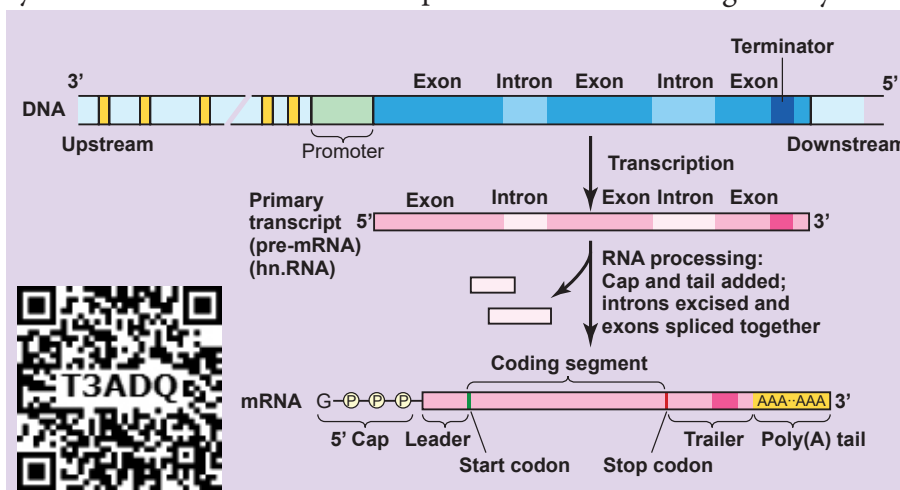 Terminator
3’ Exon Intron Exon Intron Exon 5’
DNA
Upstream Promoter Downstream
Transcription
Exon Intron Exon Intron Exon
Primary
transcript 5’ 3’
(pre-mRNA)
(hn.RNA)
RNA processing:
Cap and tail added;
introns excised and
exons spliced together
T3ADQ
Coding segment
mRNA G P P P AAA··AAA 3’
5’ Cap Leader Trailer Poly(A) tail
Start codon Stop codon